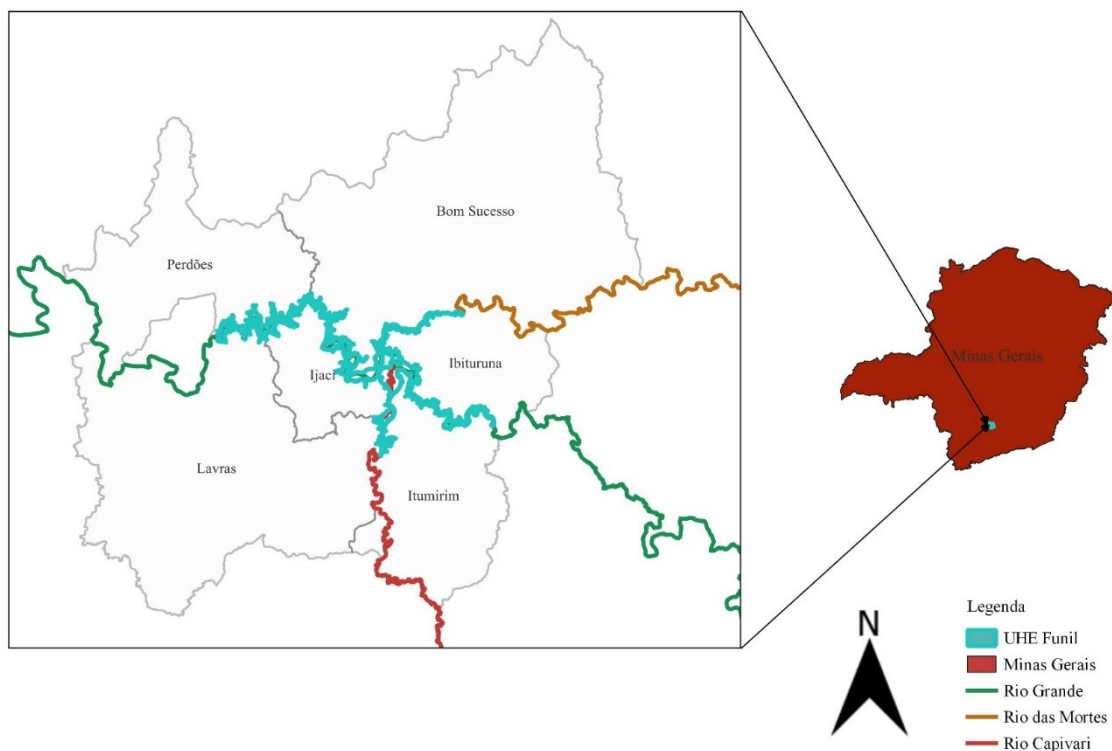 Bom Sucesso
Perdões
Ijaci
Ibituruna
Lavras
Itumirim
Minas Gerais
N
Legenda
UHE Funil
Minas Gerais
Rio Grande
Rio das Mortes
Rio Capivari